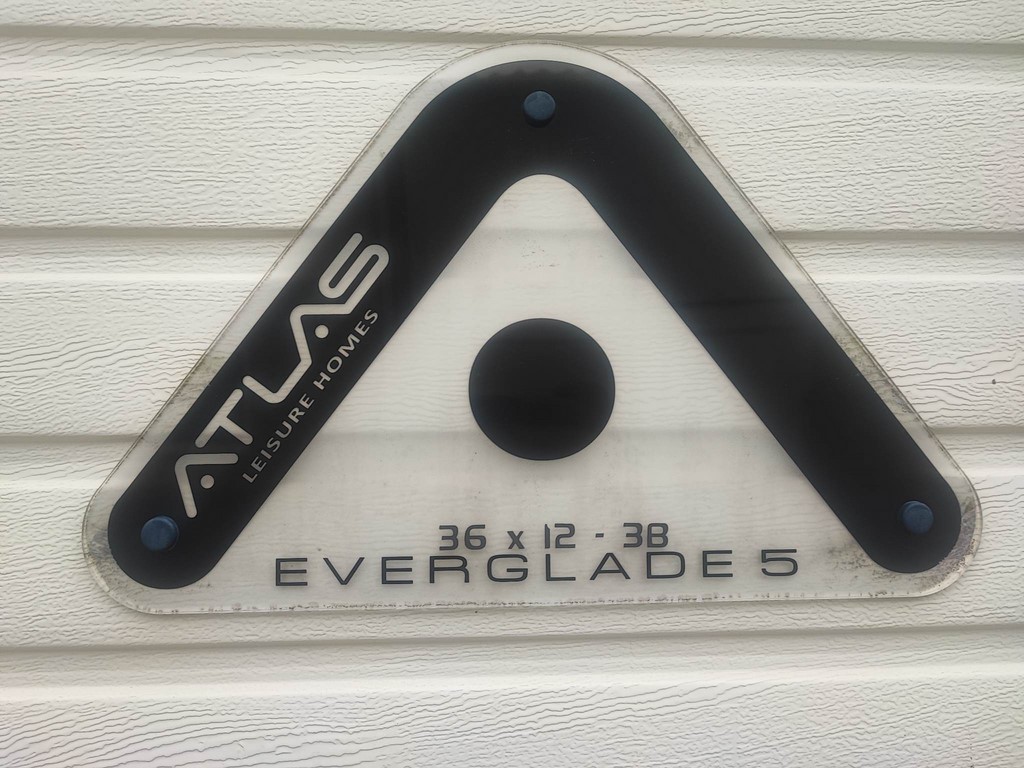 ATLAS
LEISURE HOMES
36 x 12 - 3B
EVERGLADE 5